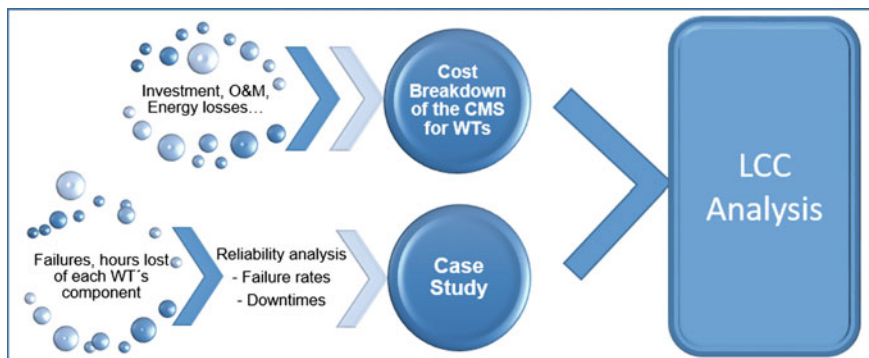 Investment, O&M,
Energy losses...
Cost
Breakdown
of the CMS
for WTs
Failures, hours lost
of each WT´s
component
Reliability analysis
- Failure rates
- Downtimes
Case
Study
LCC
Analysis